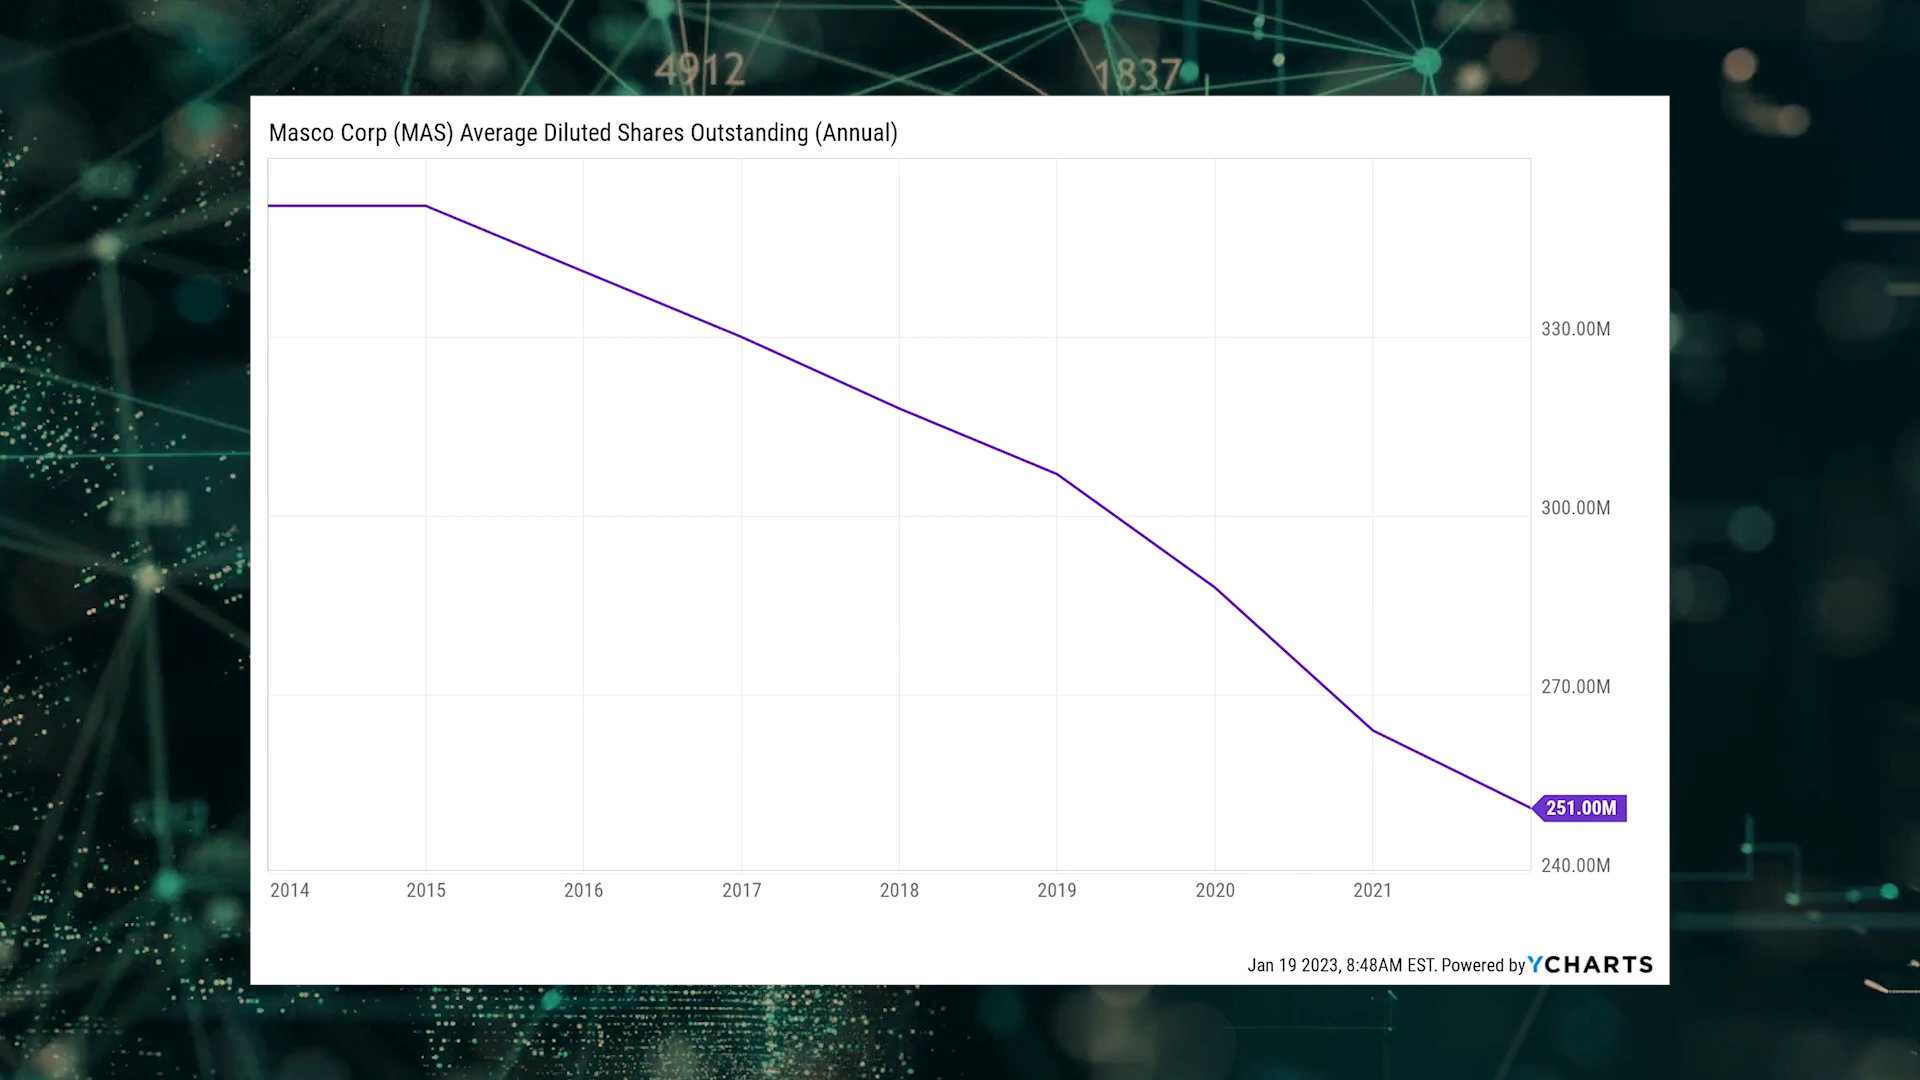 4912
1837
Masco Corp (MAS) Average Diluted Shares Outstanding (Annual)
330.00M
300.00M
270.00M
251.00M
240.00M
2014 2015 2016 2017 2018 2019 2020 2021
Jan 19 2023, 8:48AM EST. Powered by YCHARTS